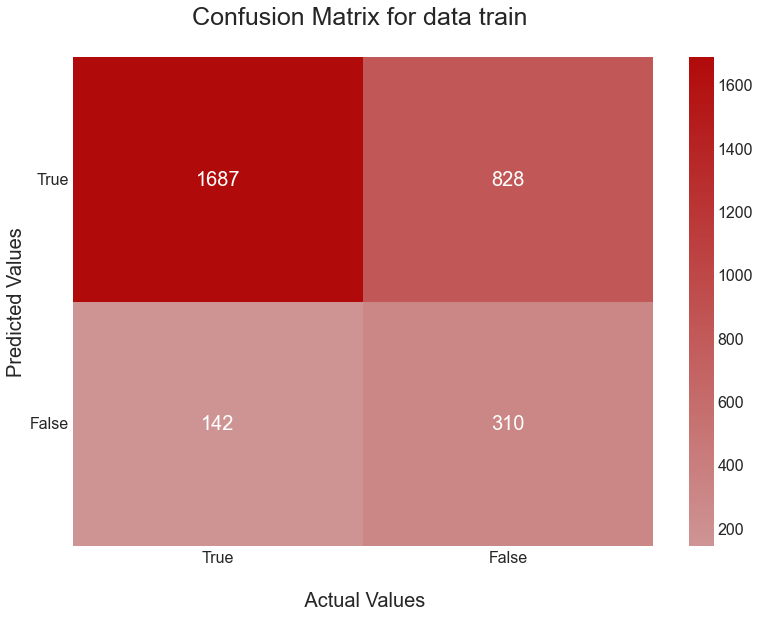 Confusion Matrix for data train
Predicted Values
True
False
1687
828
142
310
True
False
Actual Values
1600
1400
1200
1000
800
600
400
200